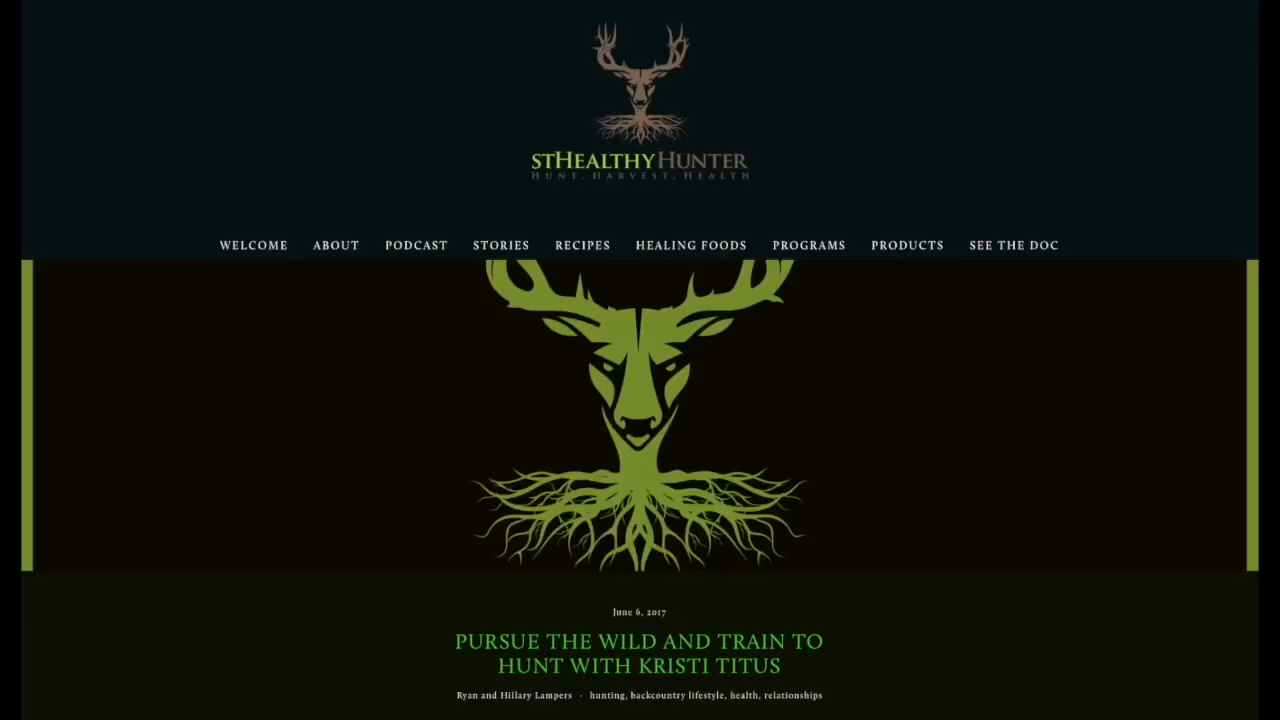 STHEALTHYHUNTER
HUNT, HARVEST, HEALTH
WELCOME ABOUT PODCAST STORIES RECIPES HEALING FOODS PROGRAMS PRODUCTS SEE THE DOC
June 6, 2017
PURSUE THE WILD AND TRAIN TO
HUNT WITH KRISTI TITUS
Ryan and Hillary Lampers · hunting, backcountry lifestyle, health, relationships